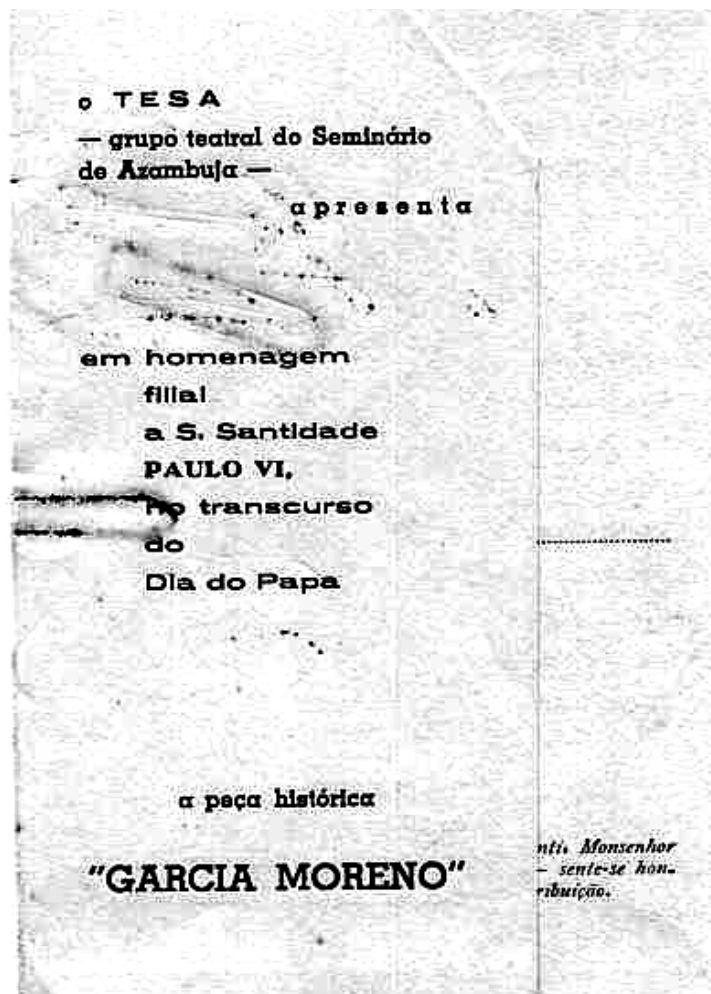 o TESA
— grupo teatral do Seminário
de Azambuja —
apresenta
em homenagem
filial
a S. Santidade
PAULO VI,
no transcurso
do
Dia do Papa
a peça histórica
"GARCIA MORENO"
nti. Monsenhor
— sente-se hon-
ribuição.